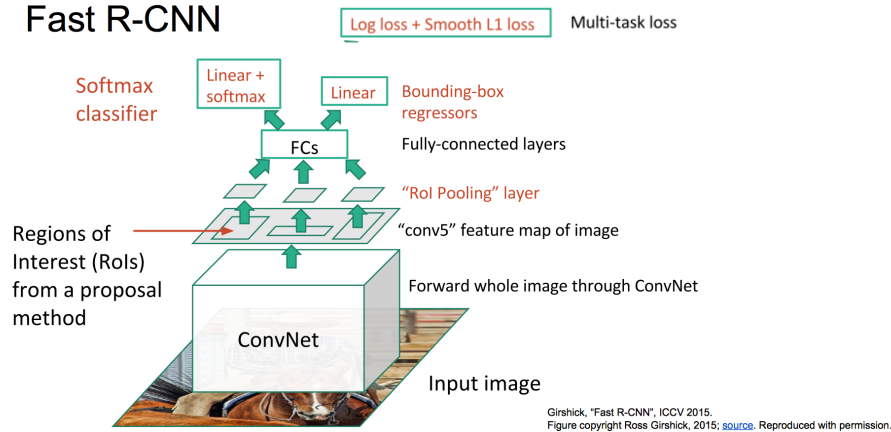 Fast R-CNN
Log loss + Smooth L1 loss
Multi-task loss
Softmax
classifier
Linear +
softmax
Linear
Bounding-box
regressors
FCs
Fully-connected layers
“RoI Pooling” layer
Regions of
Interest (RoIs)
from a proposal
method
“conv5” feature map of image
Forward whole image through ConvNet
ConvNet
Input image
Girshick, "Fast R-CNN", ICCV 2015.
Figure copyright Ross Girshick, 2015; source. Reproduced with permission.